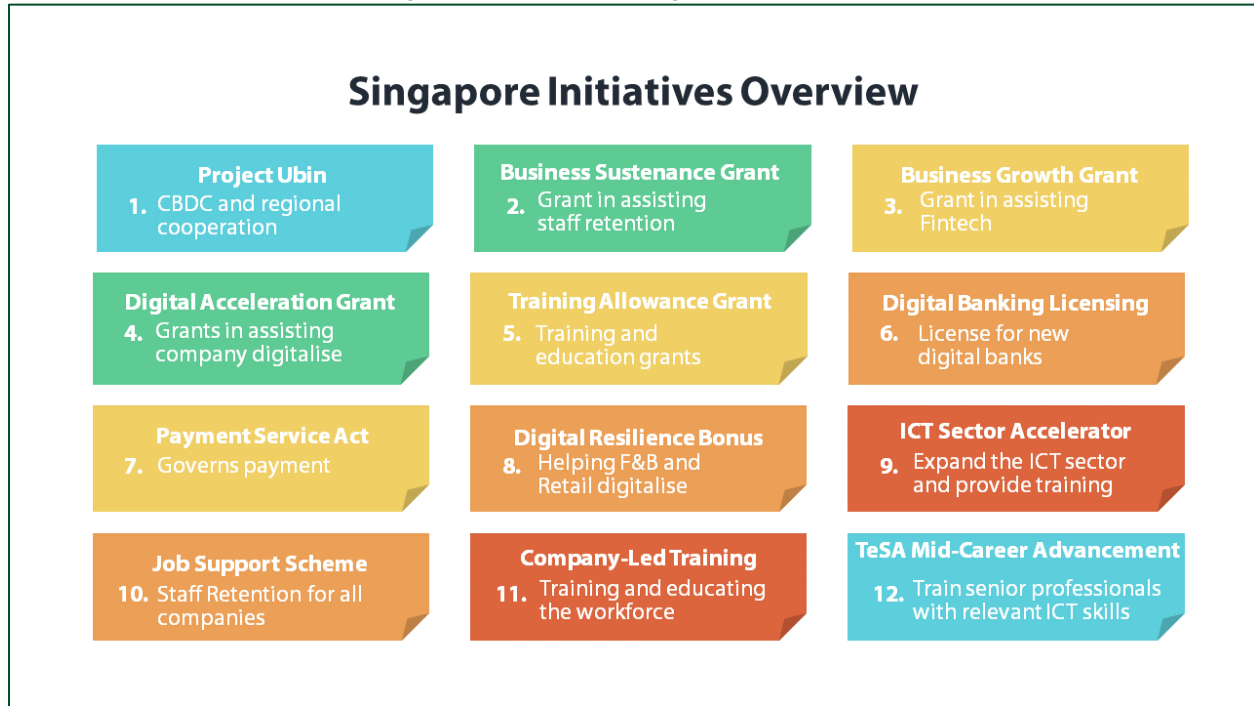 Singapore Initiatives Overview
Project Ubin
1. CBDC and regional
cooperation
Business Sustenance Grant
2. Grant in assisting
staff retention
Business Growth Grant
3. Grant in assisting
Fintech
Digital Acceleration Grant
4. Grants in assisting
company digitalise
Training Allowance Grant
5. Training and
education grants
Digital Banking Licensing
6. License for new
digital banks
Payment Service Act
7. Governs payment
Digital Resilience Bonus
8. Helping F&B and
Retail digitalise
ICT Sector Accelerator
9. Expand the ICT sector
and provide training
Job Support Scheme
10. Staff Retention for all
companies
Company-Led Training
11. Training and educating
the workforce
TeSA Mid-Career Advancement
12. Train senior professionals
with relevant ICT skills